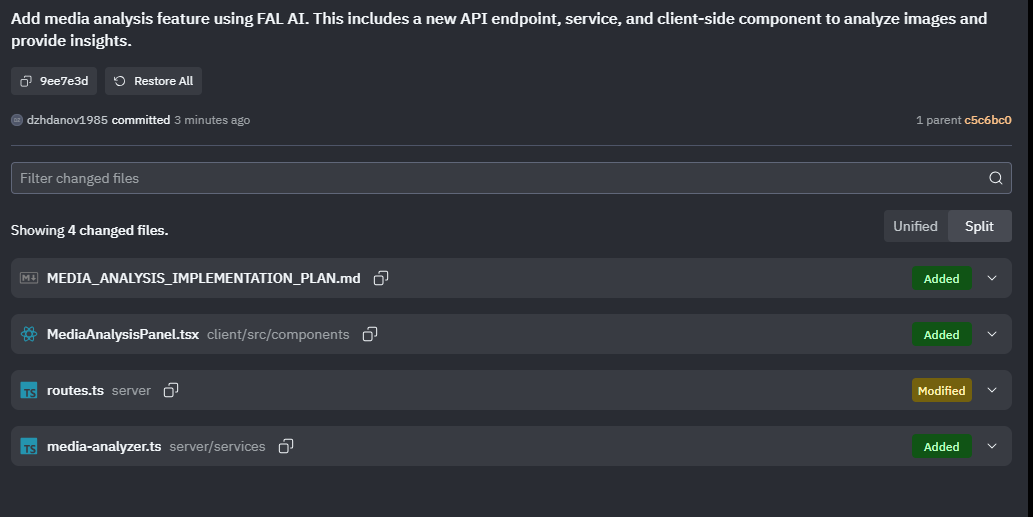 Add media analysis feature using FAL AI. This includes a new API endpoint, service, and client-side component to analyze images and
provide insights.
9ee7e3d Restore All
dzhdanov1985 committed 3 minutes ago 1 parent c5c6bc0
Filter changed files
Showing 4 changed files. Unified Split
MEDIA_ANALYSIS_IMPLEMENTATION_PLAN.md Added
MediaAnalysisPanel.tsx client/src/components Added
TS routes.ts server Modified
TS media-analyzer.ts server/services Added